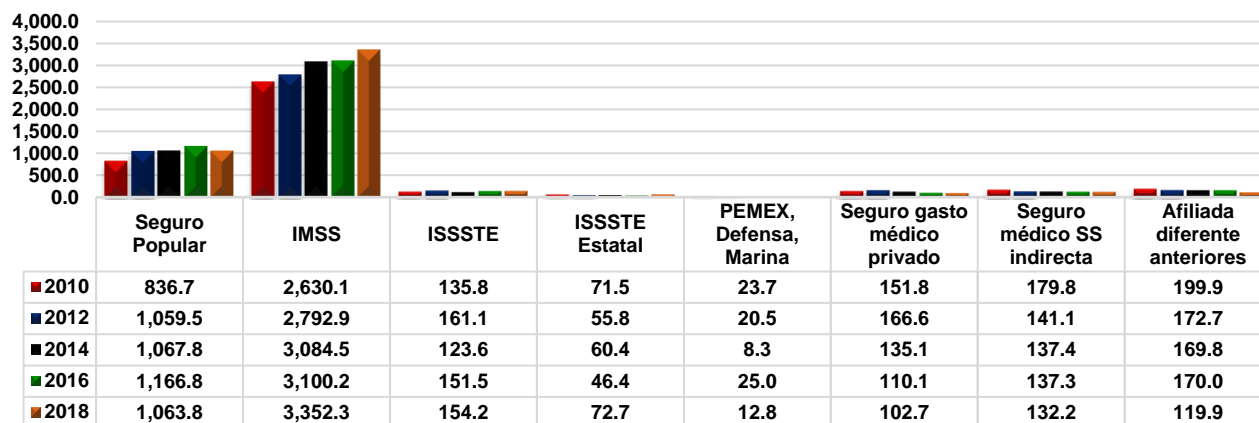 4,000.0
3,500.0
3,000.0
2,500.0
2,000.0
1,500.0
1,000.0
500.0
0.0
Seguro Popular IMSS ISSSTE ISSSTE Estatal PEMEX, Defensa, Marina Seguro gasto médico privado Seguro médico SS indirecta Afiliada diferente anteriores
2010 836.7 2,630.1 135.8 71.5 23.7 151.8 179.8 199.9
2012 1,059.5 2,792.9 161.1 55.8 20.5 166.6 141.1 172.7
2014 1,067.8 3,084.5 123.6 60.4 8.3 135.1 137.4 169.8
2016 1,166.8 3,100.2 151.5 46.4 25.0 110.1 137.3 170.0
2018 1,063.8 3,352.3 154.2 72.7 12.8 102.7 132.2 119.9